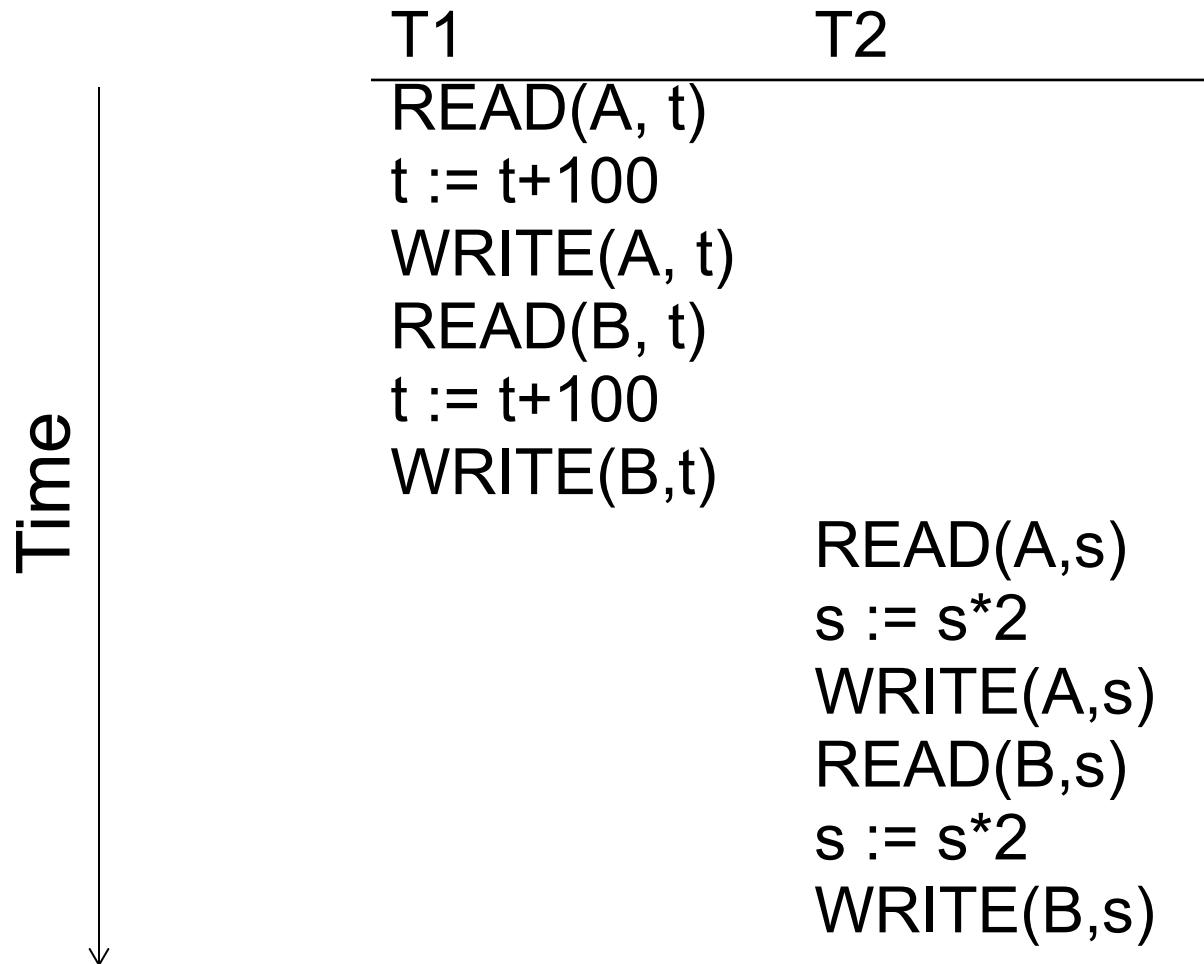 T1 T2
READ(A, t)
t := t+100
WRITE(A, t)
READ(B, t)
t := t+100
WRITE(B,t)
READ(A,s)
s := s*2
WRITE(A,s)
READ(B,s)
s := s*2
WRITE(B,s)
Time